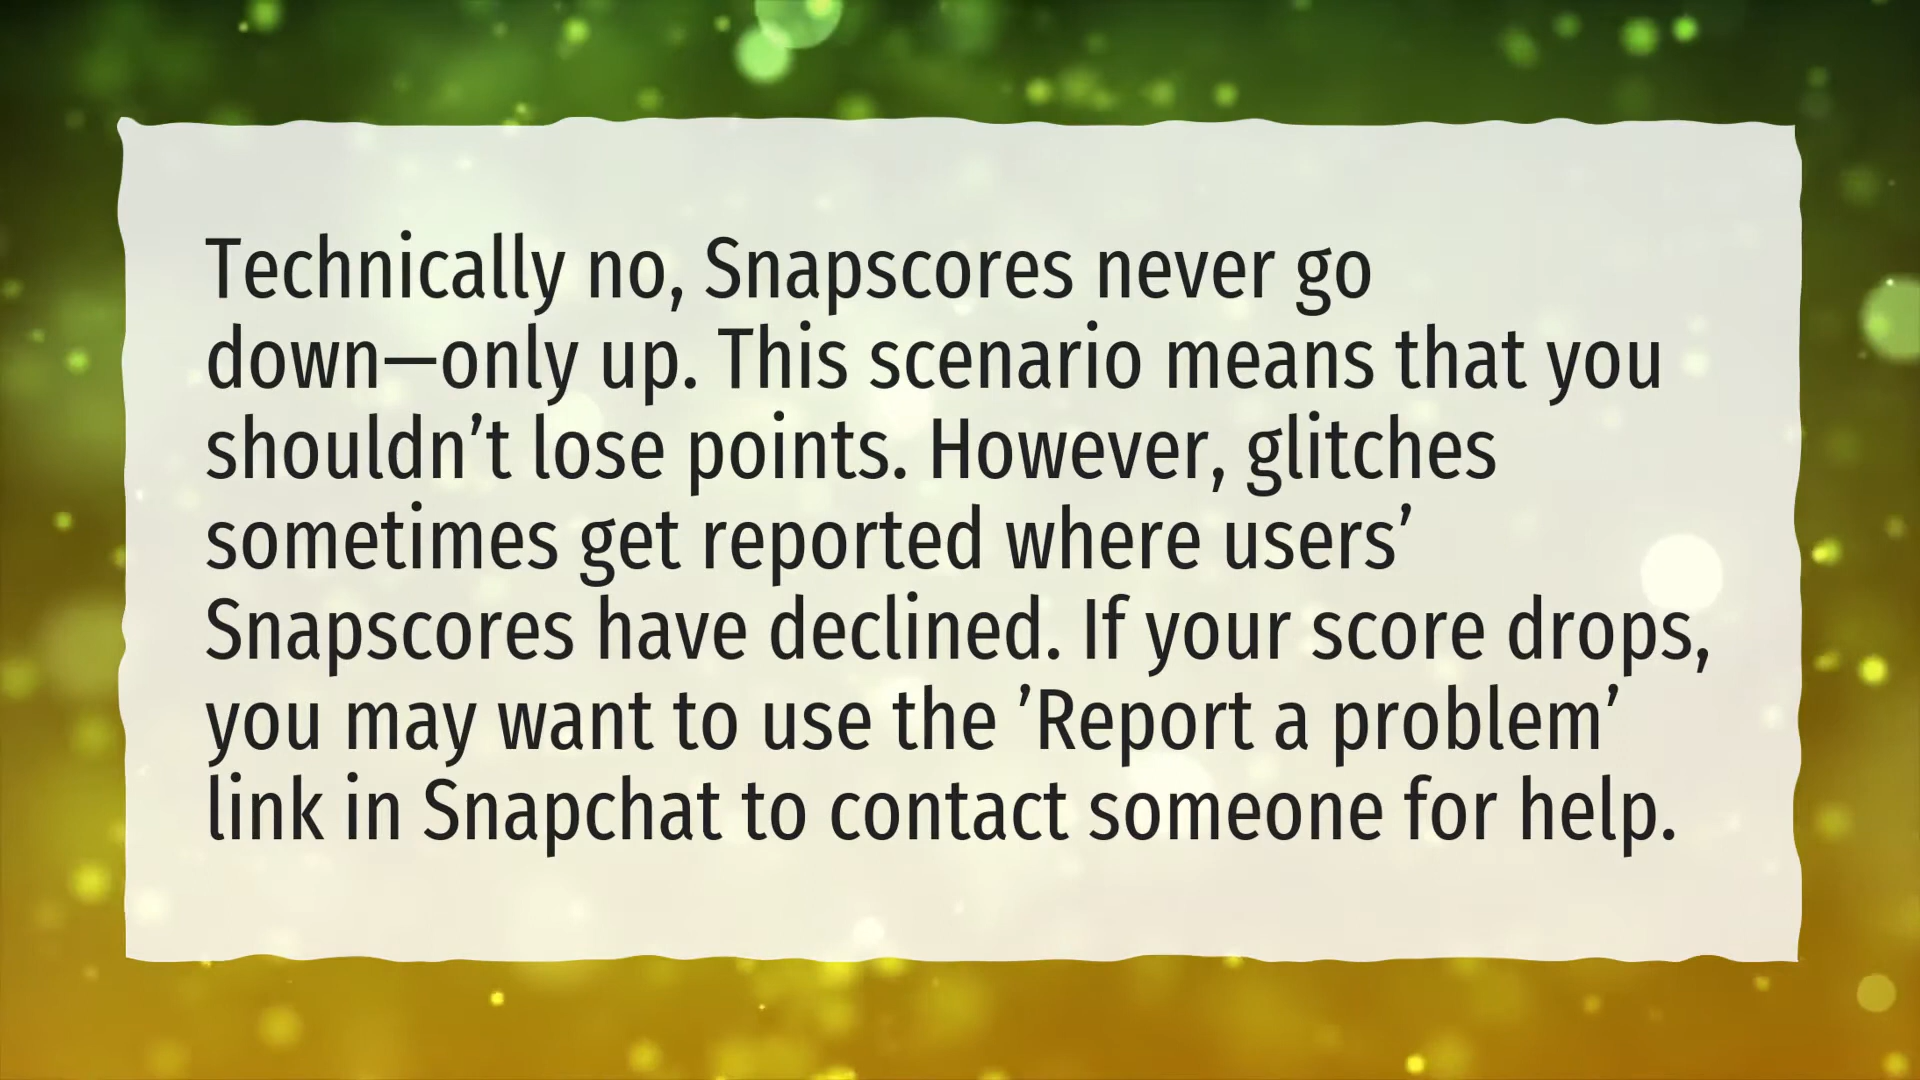 Technically no, Snapscores never go
down—only up. This scenario means that you
shouldn’t lose points. However, glitches
sometimes get reported where users’
Snapscores have declined. If your score drops,
you may want to use the ’Report a problem’
link in Snapchat to contact someone for help.